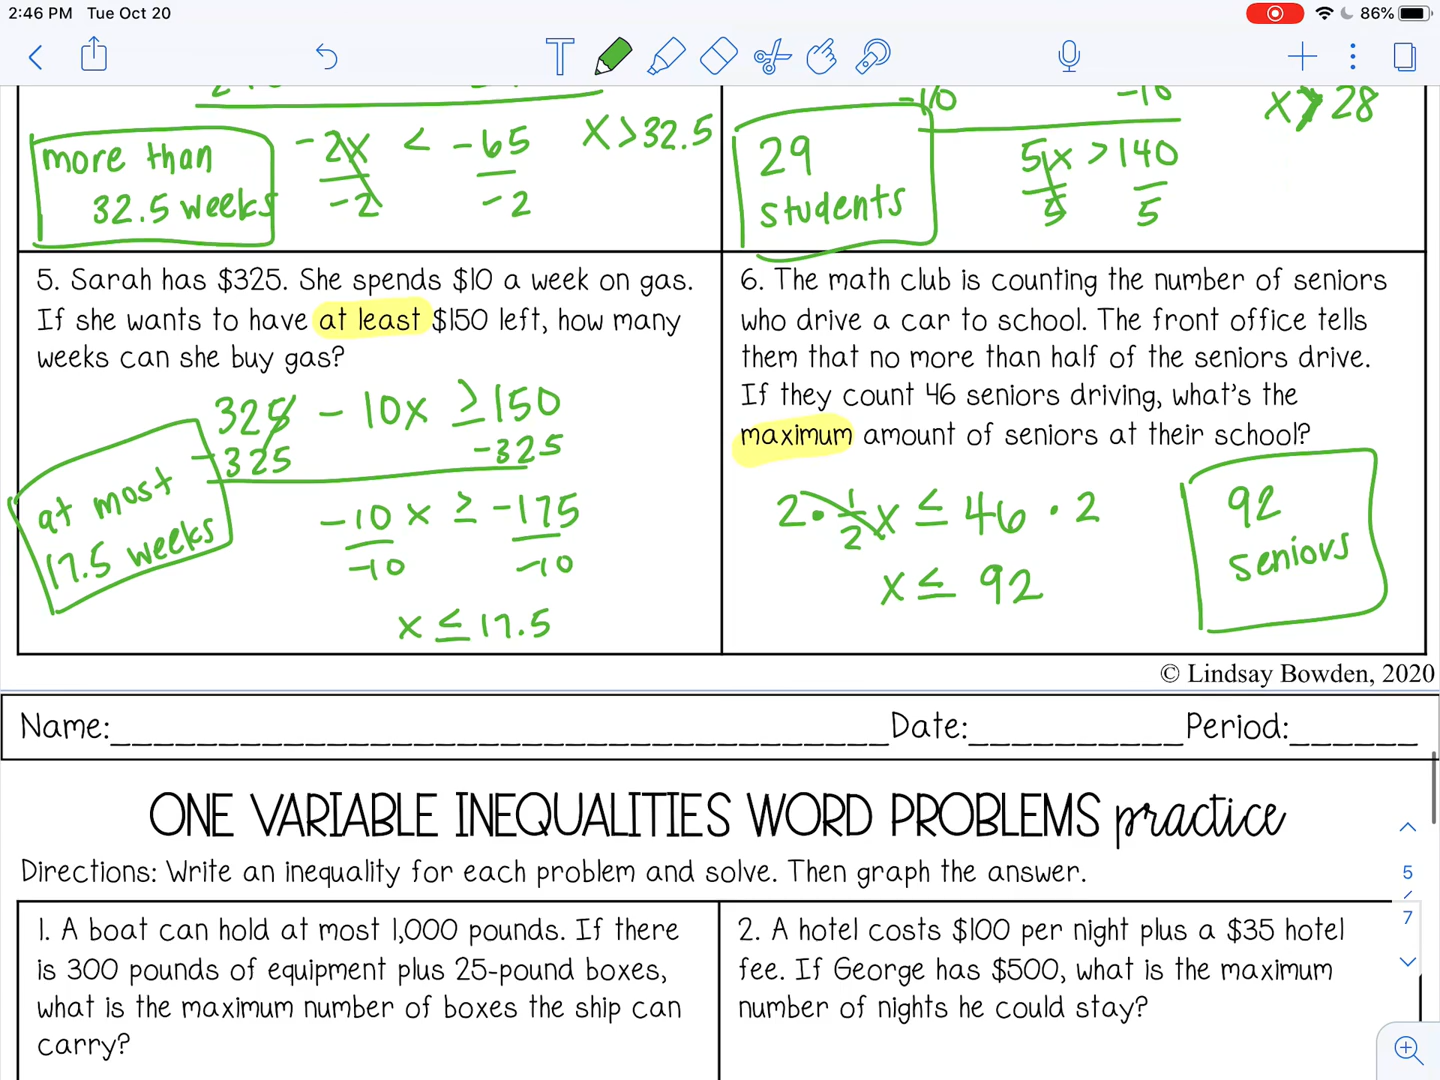 2:46 PM Tue Oct 20
86%
-10 -10
x > 28
more than
32.5 weeks
-2x < -65
-2 -2
x > 32.5
29
students
5x > 140
5 5
5. Sarah has $325. She spends $10 a week on gas.
If she wants to have at least $150 left, how many
weeks can she buy gas?
325 - 10x ≥ 150
-325 -325
-10x ≥ -175
-10 -10
x ≤ 17.5
at most
17.5 weeks
6. The math club is counting the number of seniors
who drive a car to school. The front office tells
them that no more than half of the seniors drive.
If they count 46 seniors driving, what's the
maximum amount of seniors at their school?
2 • 1/2 x ≤ 46 • 2
x ≤ 92
92
seniors
© Lindsay Bowden, 2020
Name:____________________________________Date:__________Period:______
ONE VARIABLE INEQUALITIES WORD PROBLEMS practice
Directions: Write an inequality for each problem and solve. Then graph the answer.
1. A boat can hold at most 1,000 pounds. If there
is 300 pounds of equipment plus 25-pound boxes,
what is the maximum number of boxes the ship can
carry?
2. A hotel costs $100 per night plus a $35 hotel
fee. If George has $500, what is the maximum
number of nights he could stay?
5
/
7